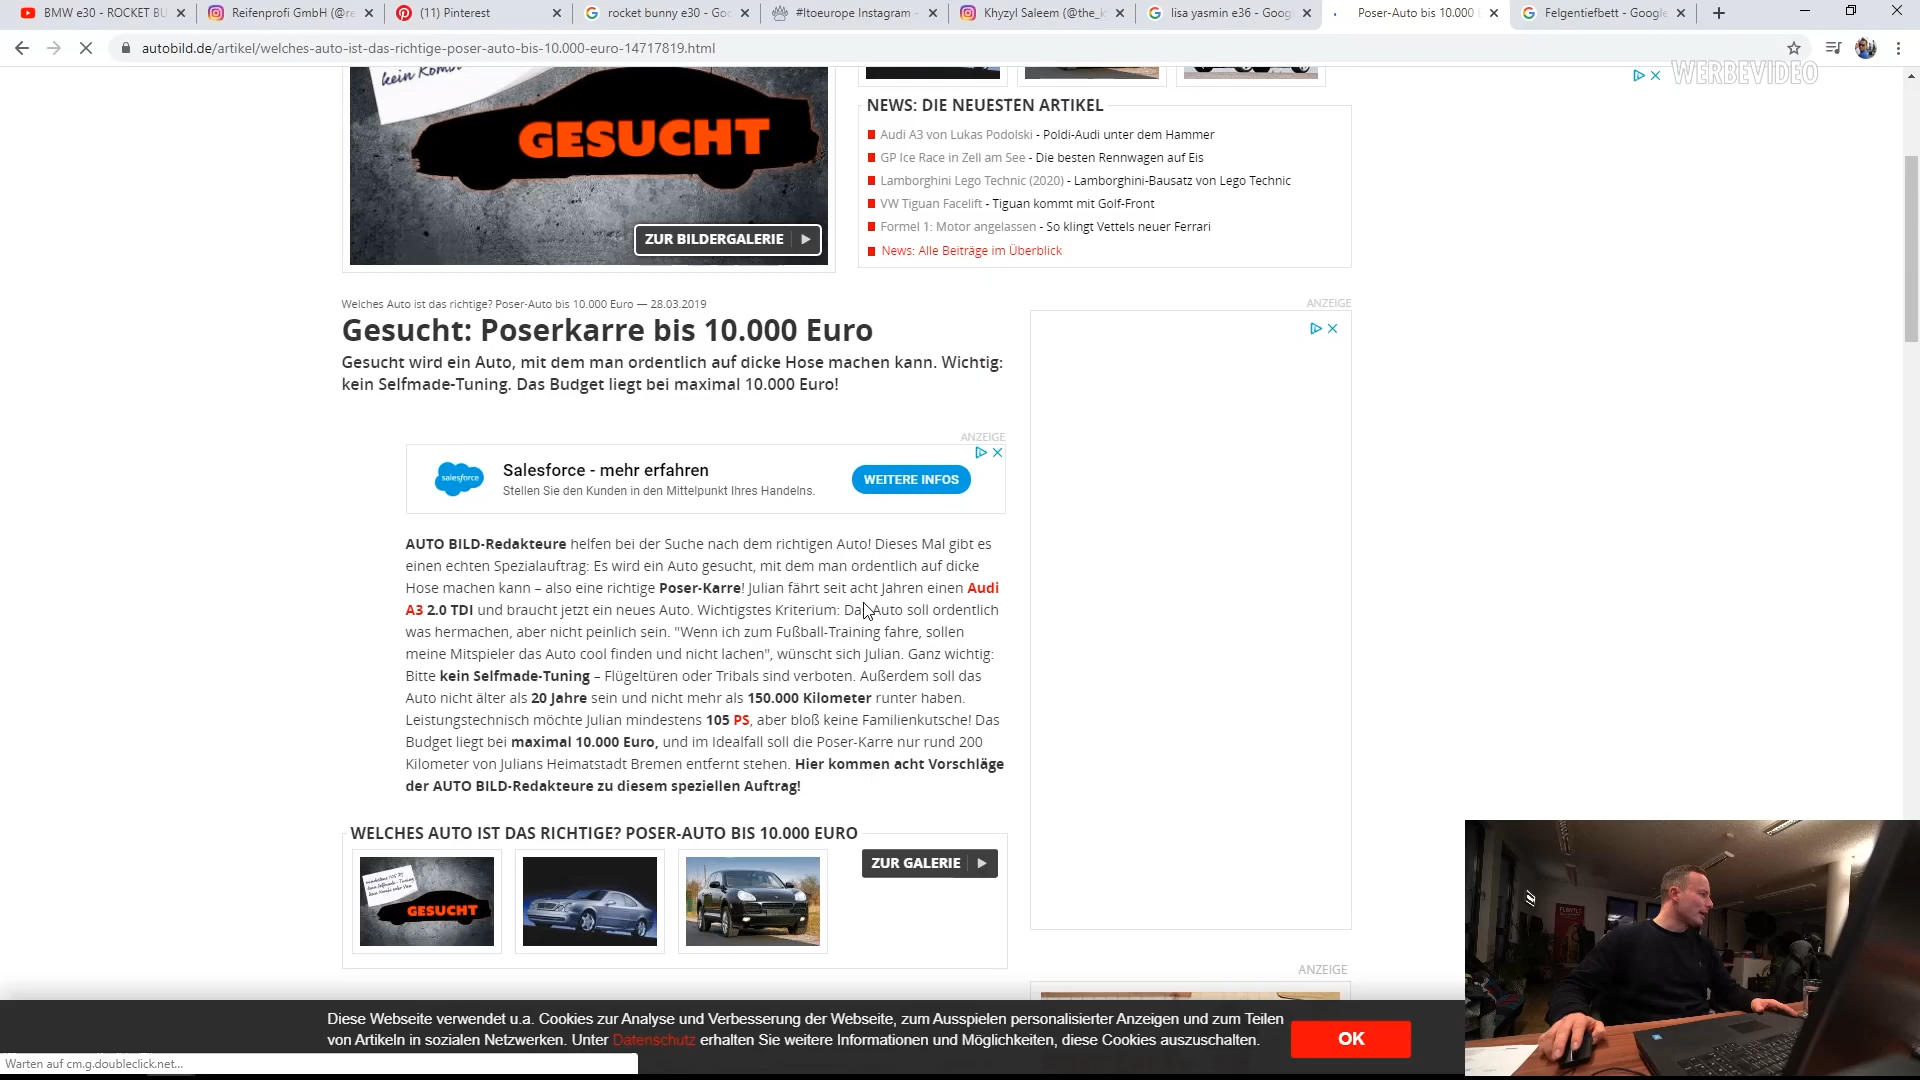 BMW e30 - ROCKET BU
Reifenprofi GmbH (@re
(11) Pinterest
rocket bunny e30 - Goo
#ltoeurope Instagram -
Khyzyl Saleem (@the_k
lisa yasmin e36 - Googl
Poser-Auto bis 10.000
Felgentiefbett - Google
autobild.de/artikel/welches-auto-ist-das-richtige-poser-auto-bis-10.000-euro-14717819.html
WERBEVIDEO
kein Kombi
GESUCHT
ZUR BILDERGALERIE
NEWS: DIE NEUESTEN ARTIKEL
Audi A3 von Lukas Podolski - Poldi-Audi unter dem Hammer
GP Ice Race in Zell am See - Die besten Rennwagen auf Eis
Lamborghini Lego Technic (2020) - Lamborghini-Bausatz von Lego Technic
VW Tiguan Facelift - Tiguan kommt mit Golf-Front
Formel 1: Motor angelassen - So klingt Vettels neuer Ferrari
News: Alle Beiträge im Überblick
Welches Auto ist das richtige? Poser-Auto bis 10.000 Euro — 28.03.2019
Gesucht: Poserkarre bis 10.000 Euro
Gesucht wird ein Auto, mit dem man ordentlich auf dicke Hose machen kann. Wichtig:
kein Selfmade-Tuning. Das Budget liegt bei maximal 10.000 Euro!
ANZEIGE
ANZEIGE
Salesforce - mehr erfahren
Stellen Sie den Kunden in den Mittelpunkt Ihres Handelns.
salesforce
WEITERE INFOS
AUTO BILD-Redakteure helfen bei der Suche nach dem richtigen Auto! Dieses Mal gibt es
einen echten Spezialauftrag: Es wird ein Auto gesucht, mit dem man ordentlich auf dicke
Hose machen kann – also eine richtige Poser-Karre! Julian fährt seit acht Jahren einen Audi
A3 2.0 TDI und braucht jetzt ein neues Auto. Wichtigstes Kriterium: Das Auto soll ordentlich
was hermachen, aber nicht peinlich sein. "Wenn ich zum Fußball-Training fahre, sollen
meine Mitspieler das Auto cool finden und nicht lachen", wünscht sich Julian. Ganz wichtig:
Bitte kein Selfmade-Tuning – Flügeltüren oder Tribals sind verboten. Außerdem soll das
Auto nicht älter als 20 Jahre sein und nicht mehr als 150.000 Kilometer runter haben.
Leistungstechnisch möchte Julian mindestens 105 PS, aber bloß keine Familienkutsche! Das
Budget liegt bei maximal 10.000 Euro, und im Idealfall soll die Poser-Karre nur rund 200
Kilometer von Julians Heimatstadt Bremen entfernt stehen. Hier kommen acht Vorschläge
der AUTO BILD-Redakteure zu diesem speziellen Auftrag!
WELCHES AUTO IST DAS RICHTIGE? POSER-AUTO BIS 10.000 EURO
GESUCHT
ZUR GALERIE
ANZEIGE
Diese Webseite verwendet u.a. Cookies zur Analyse und Verbesserung der Webseite, zum Ausspielen personalisierter Anzeigen und zum Teilen
von Artikeln in sozialen Netzwerken. Unter Datenschutz erhalten Sie weitere Informationen und Möglichkeiten, diese Cookies auszuschalten.
OK
Warten auf cm.g.doubleclick.net...